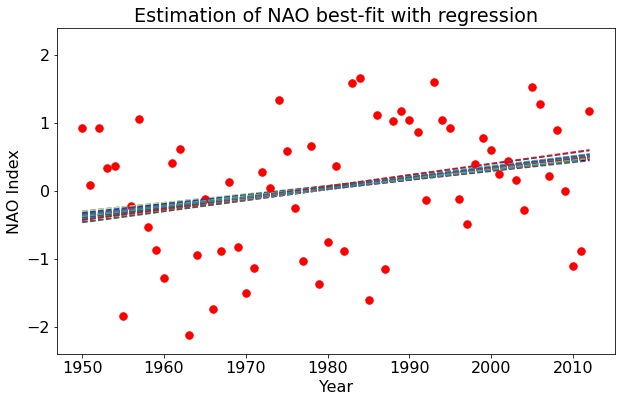 Estimation of NAO best-fit with regression
2
1
0
−1
−2
NAO Index
1950 1960 1970 1980 1990 2000 2010
Year